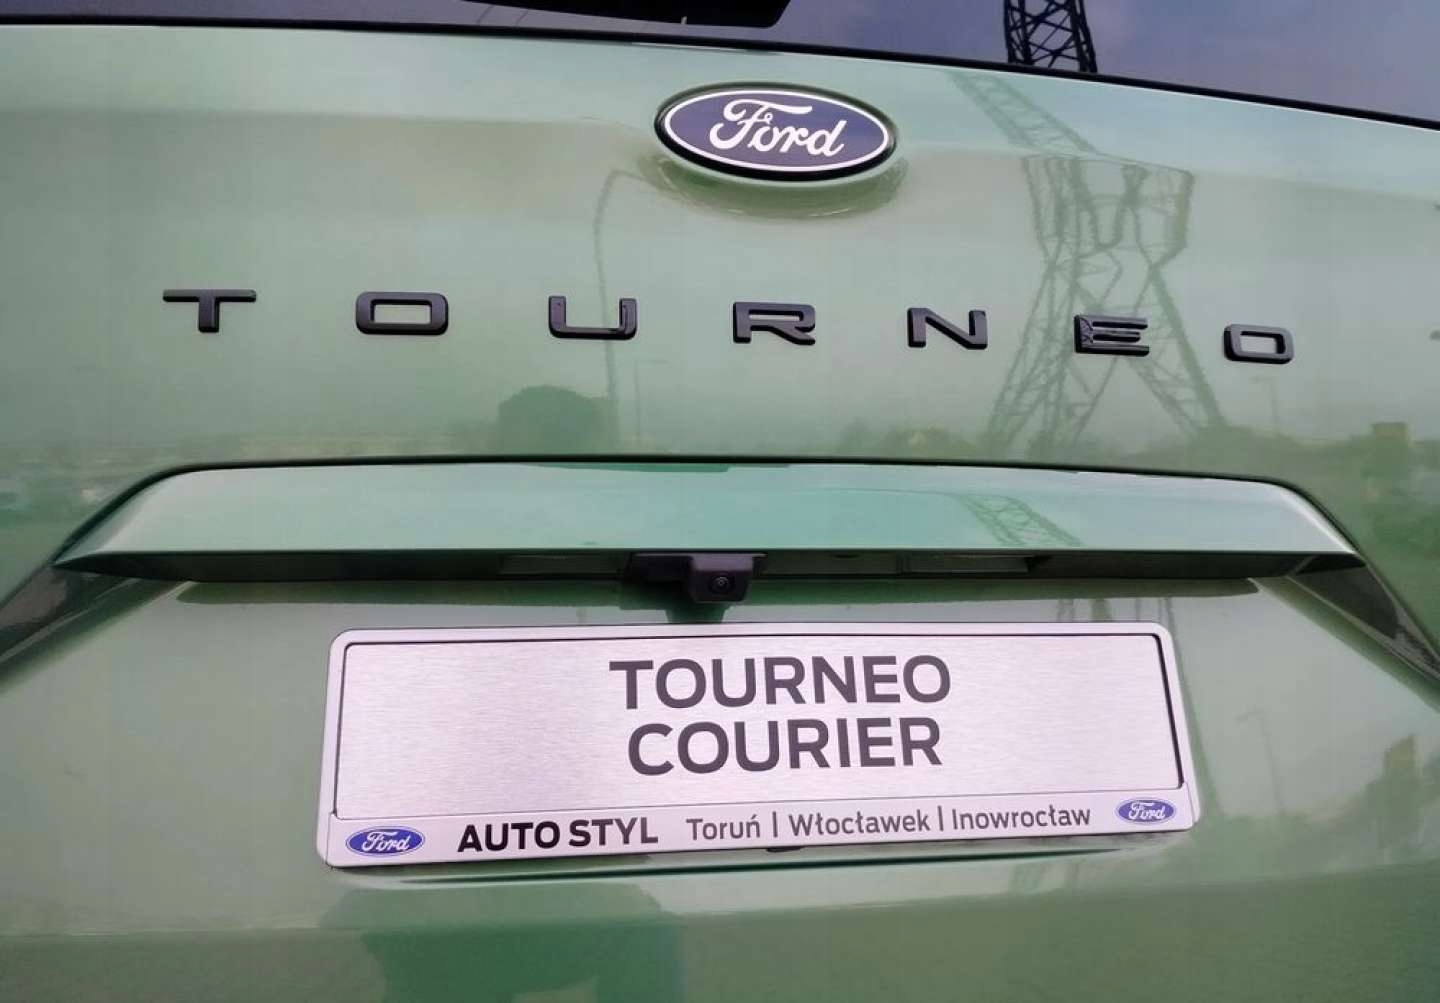 Ford
TOURNEO
TOURNEO
COURIER
Ford AUTO STYL Toruń | Włocławek | Inowrocław Ford